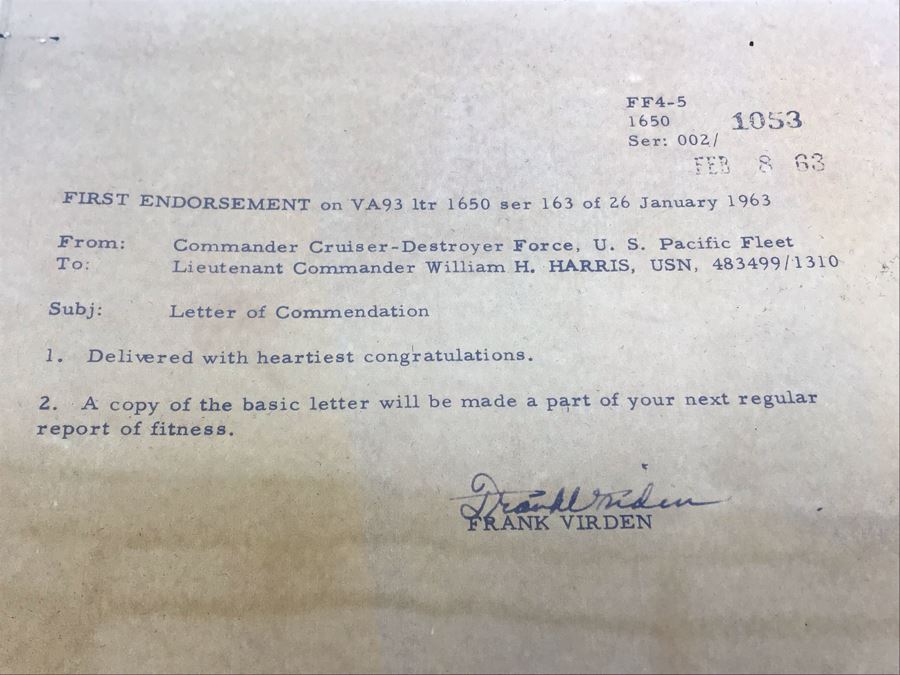 FF4-5
1650 1053
Ser: 002/
FEB 8 63
FIRST ENDORSEMENT on VA93 ltr 1650 ser 163 of 26 January 1963
From: Commander Cruiser-Destroyer Force, U. S. Pacific Fleet
To: Lieutenant Commander William H. HARRIS, USN, 483499/1310
Subj: Letter of Commendation
1. Delivered with heartiest congratulations.
2. A copy of the basic letter will be made a part of your next regular
report of fitness.
Frank Virden
FRANK VIRDEN